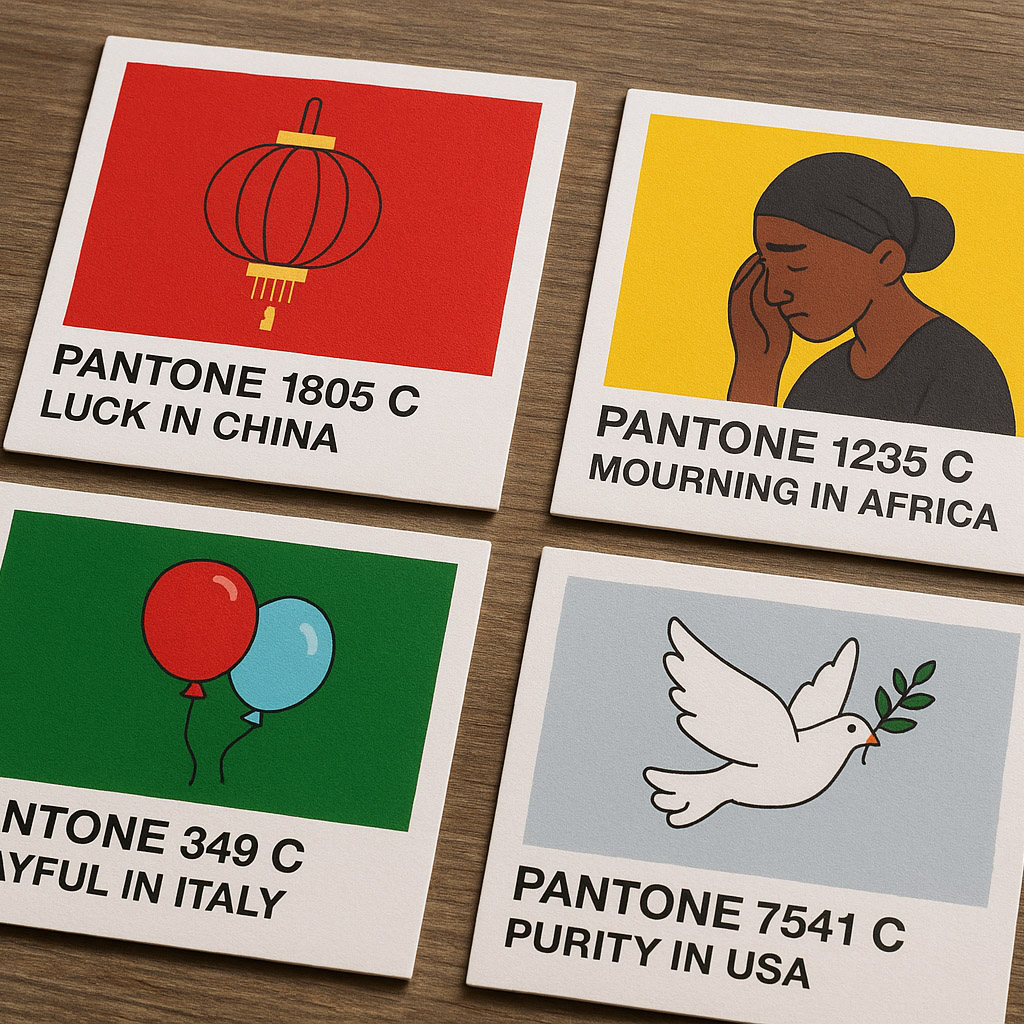 PANTONE 1805 C
LUCK IN CHINA
PANTONE 1235 C
MOURNING IN AFRICA
NTONE 349 C
AYFUL IN ITALY
PANTONE 7541 C
PURITY IN USA